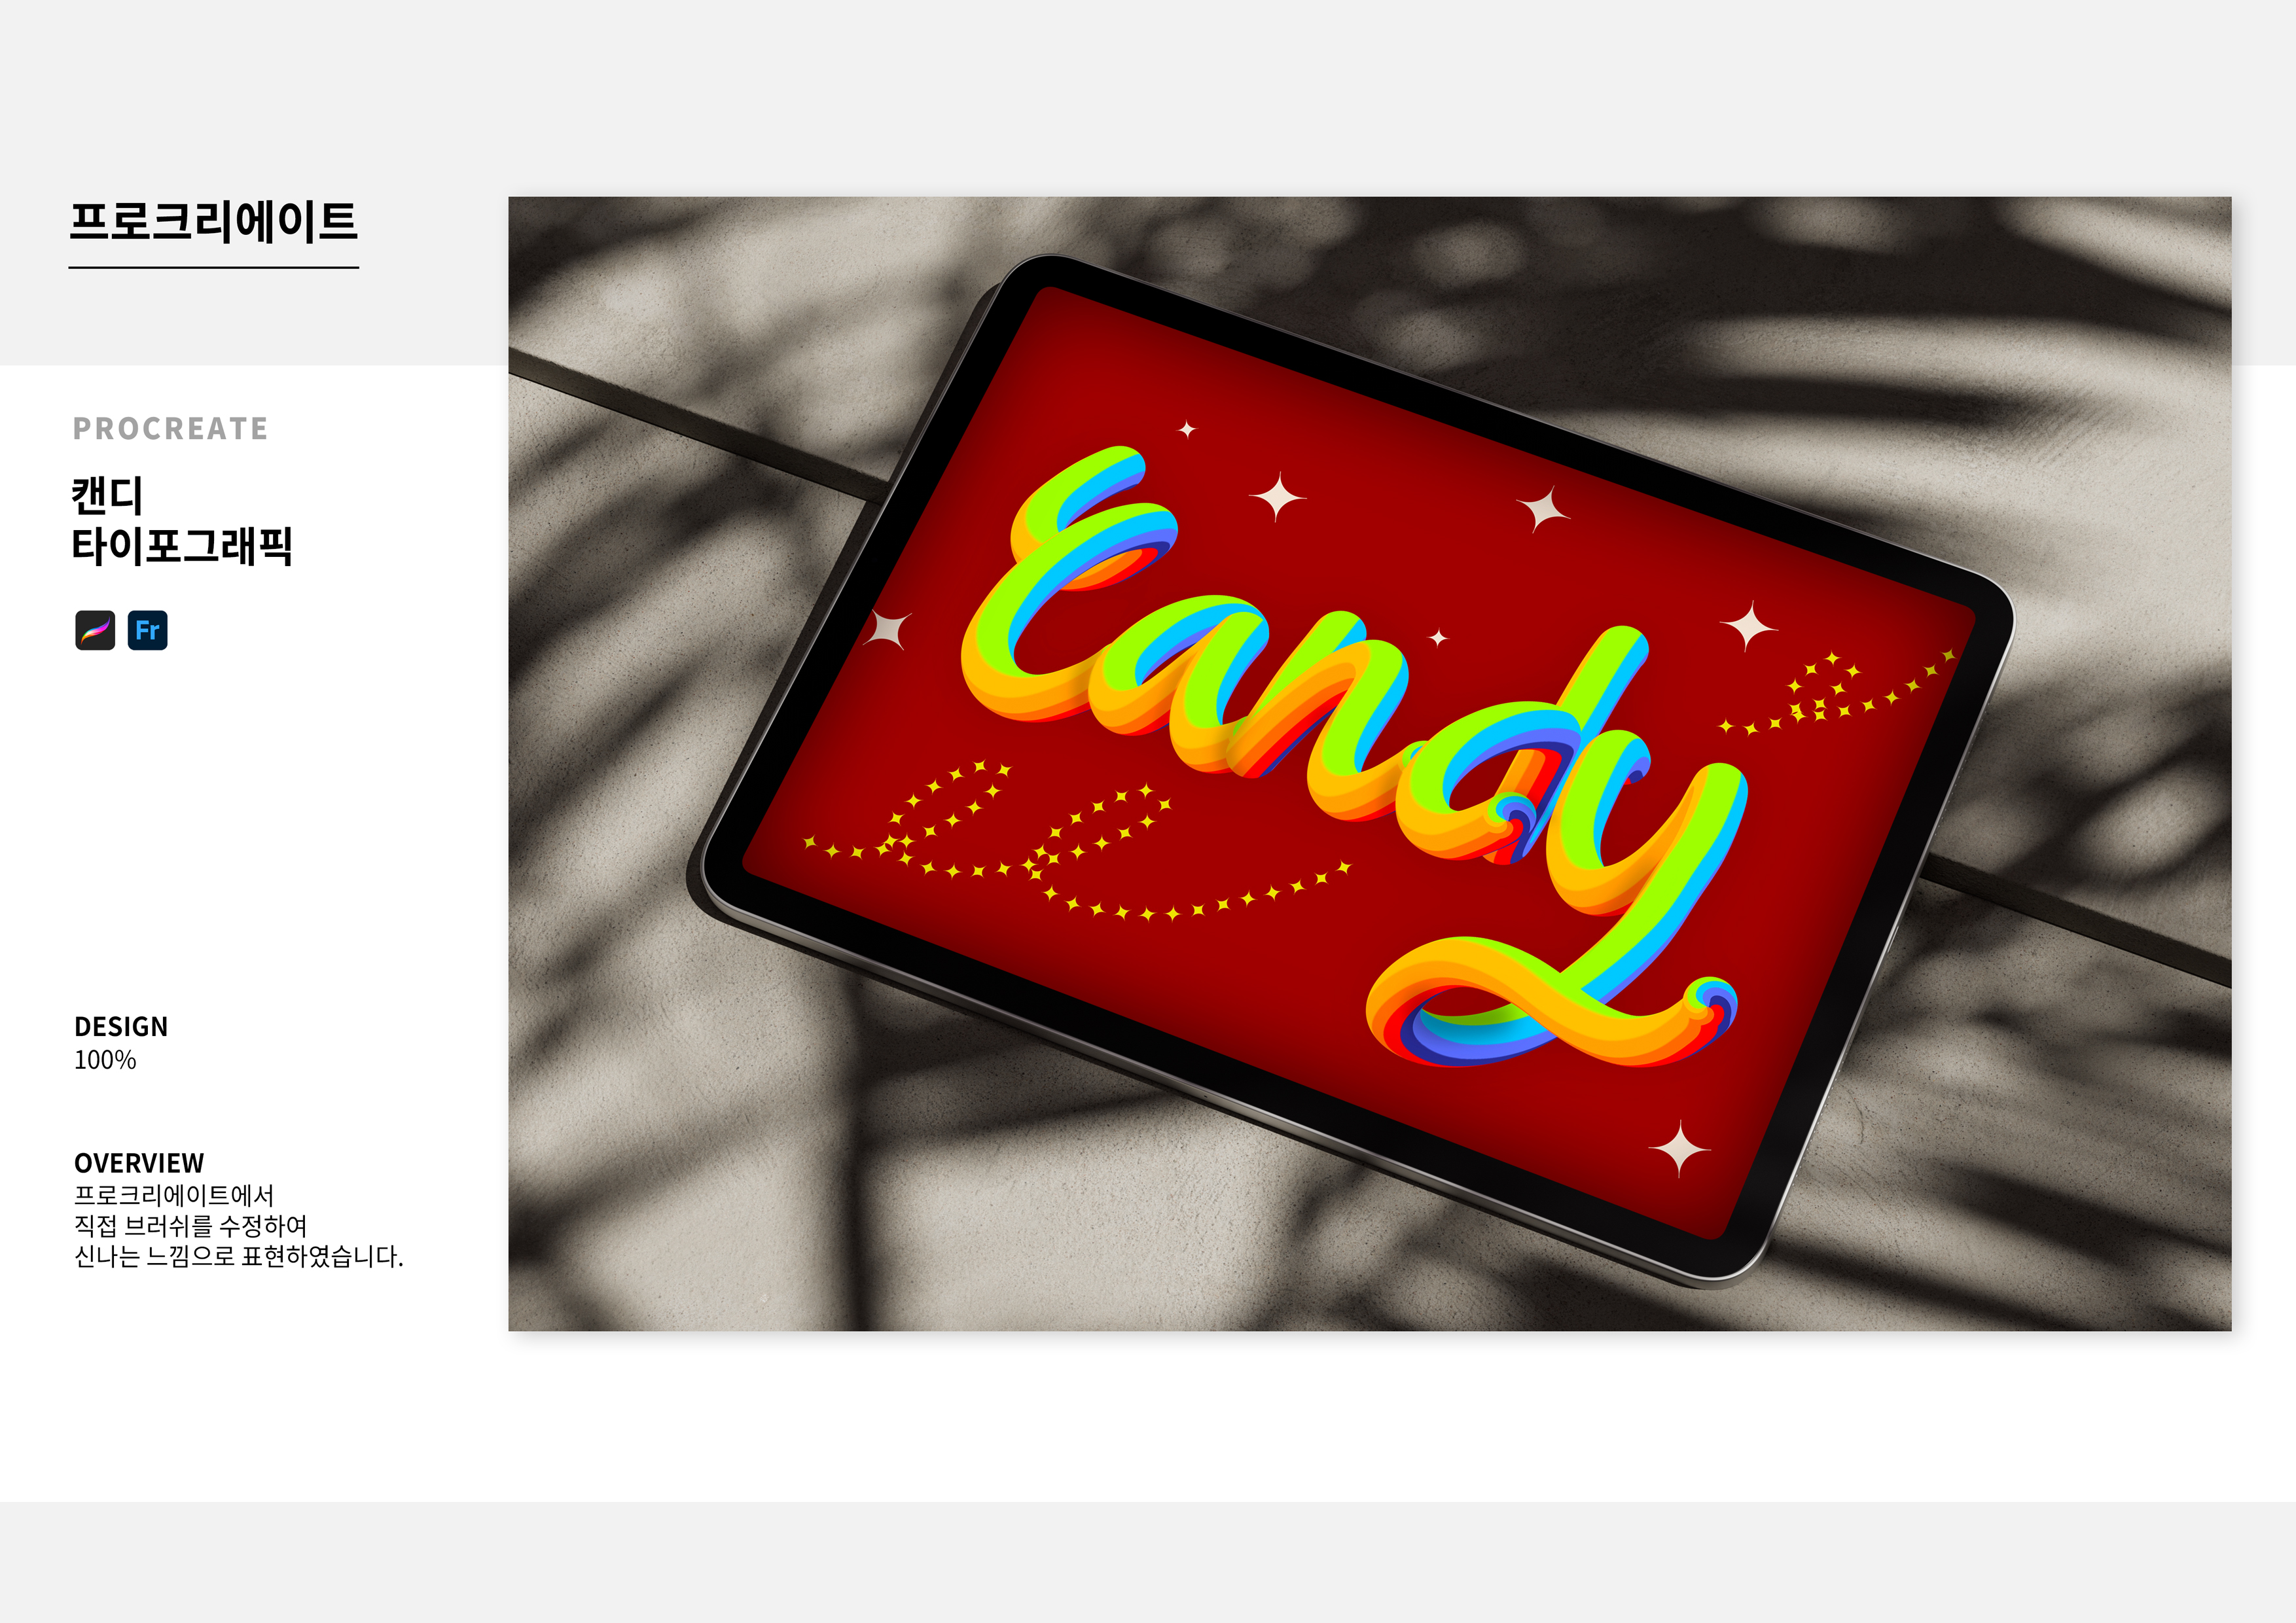 프로크리에이트
PROCREATE
캔디
타이포그래픽
Fr
DESIGN
100%
OVERVIEW
프로크리에이트에서
직접 브러쉬를 수정하여
신나는 느낌으로 표현하였습니다.
Candy